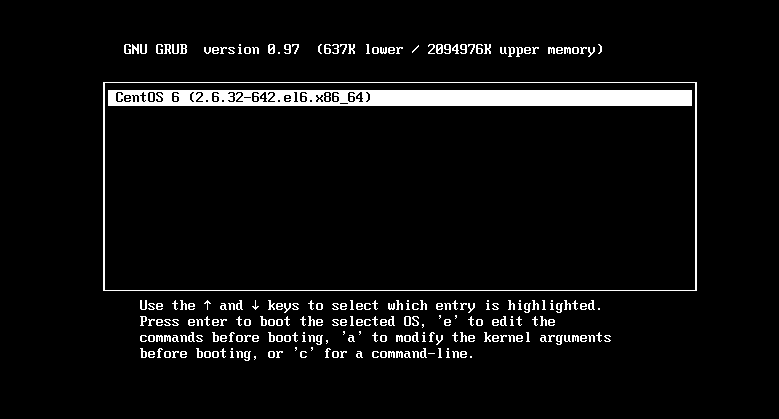 GNU GRUB  version 0.97  (637K lower / 2094976K upper memory)
CentOS 6 (2.6.32-642.el6.x86_64)
Use the ↑ and ↓ keys to select which entry is highlighted.
Press enter to boot the selected OS, 'e' to edit the
commands before booting, 'a' to modify the kernel arguments
before booting, or 'c' for a command-line.